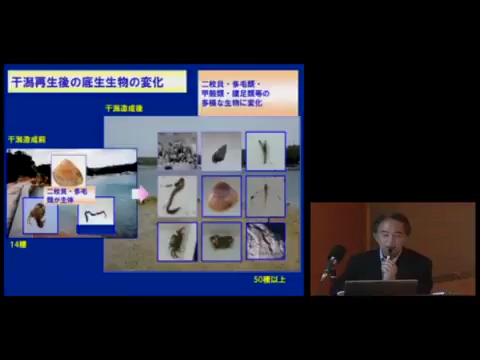 干潟再生後の底生生物の変化
二枚貝・多毛類・
甲殻類・腹足類等の
多様な生物に変化
干潟造成後
干潟造成前
二枚貝・多毛
類が主体
14種
50種以上